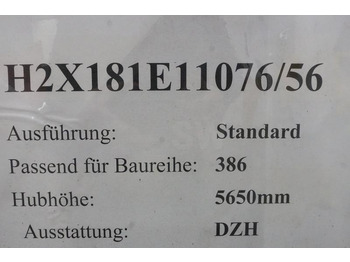 H2X181E11076/56
Ausführung: Standard
Passend für Baureihe: 386
Hubhöhe: 5650mm
Ausstattung: DZH